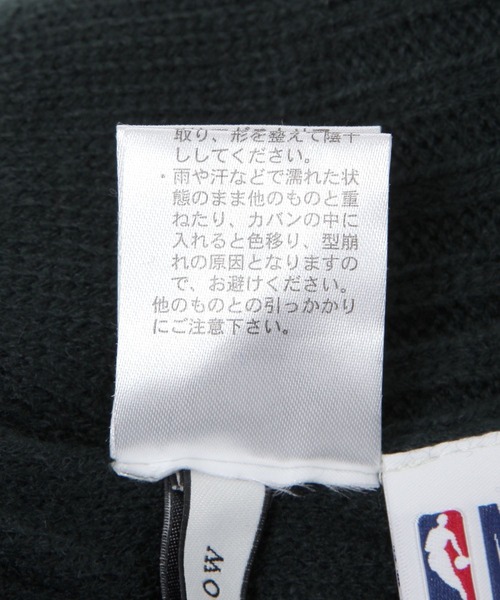 取り、形を整えて陰干
ししてください。
・雨や汗などで濡れた状
態のまま他のものと重
ねたり、カバンの中に
入れると色移り、型崩
れの原因となりますの
で、お避けください。
他のものとの引っかかり
にご注意下さい。